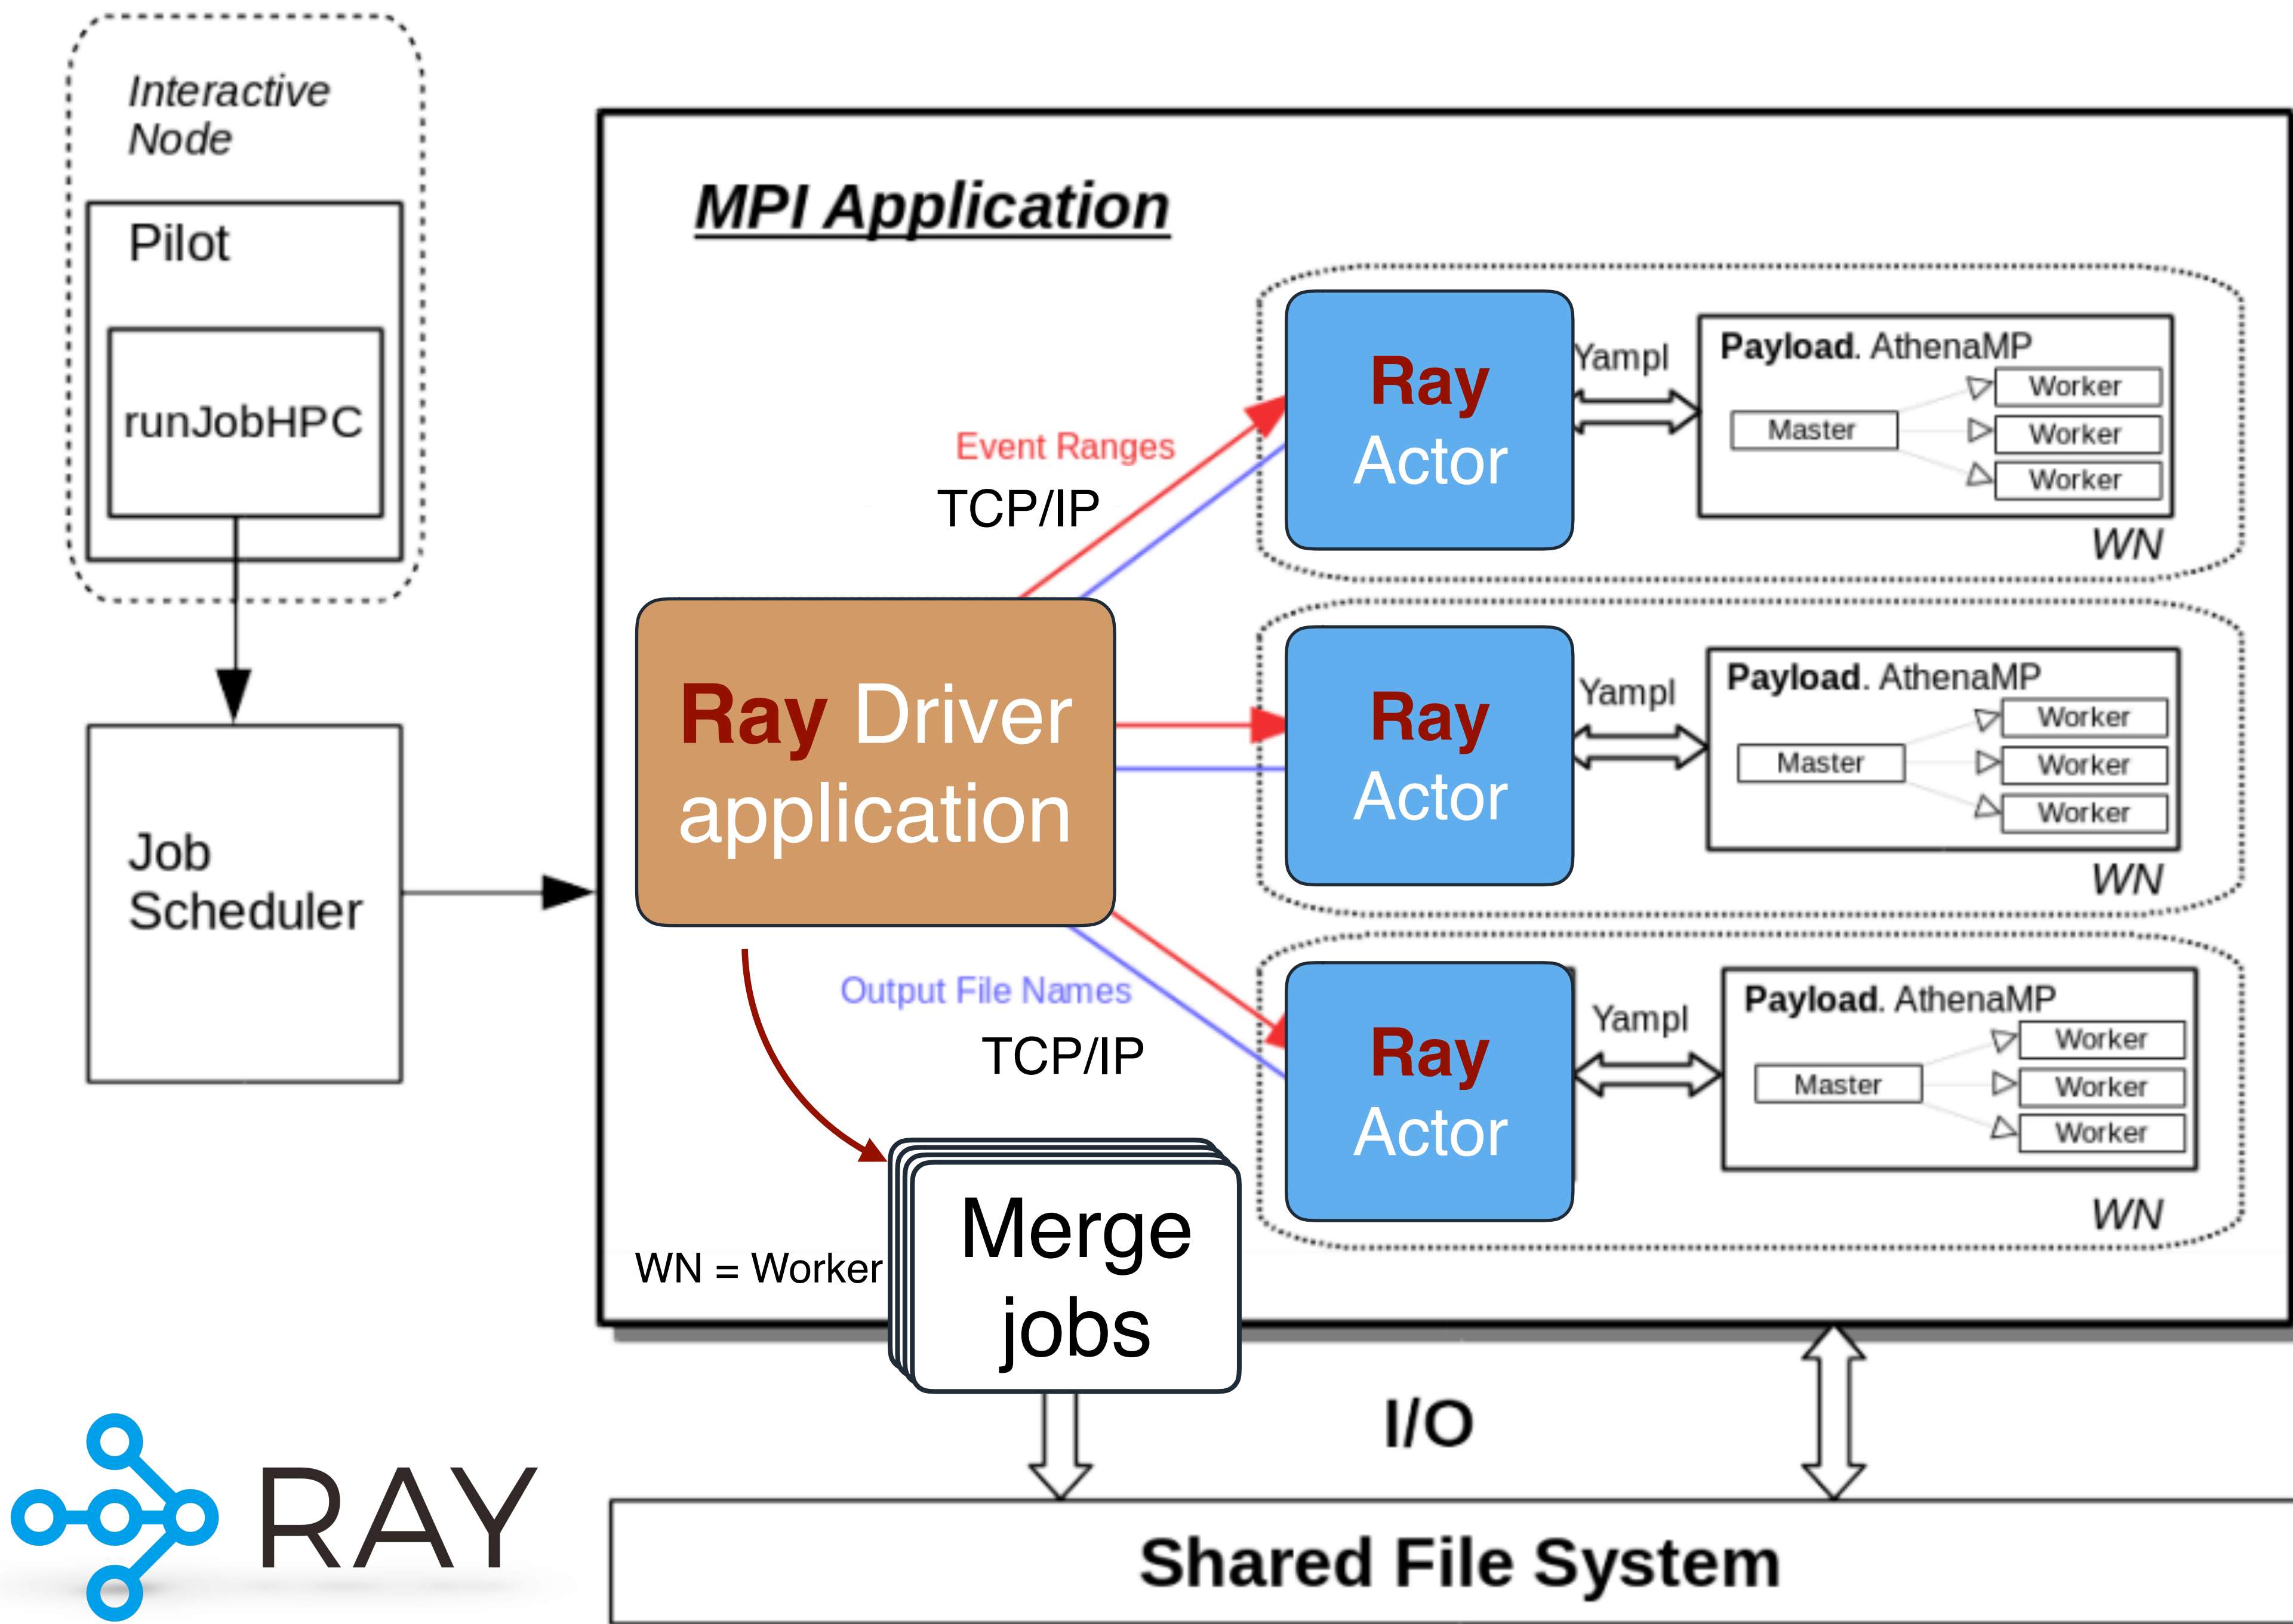 Interactive
Node
Pilot
runJobHPC
Job
Scheduler
MPI Application
Event Ranges
TCP/IP
Ray Driver
application
Output File Names
TCP/IP
Merge
jobs
WN = Worker
Ray
Actor
Yampl
Payload. AthenaMP
Master
Worker
Worker
Worker
WN
Ray
Actor
Yampl
Payload. AthenaMP
Master
Worker
Worker
Worker
WN
Ray
Actor
Yampl
Payload. AthenaMP
Master
Worker
Worker
Worker
WN
I/O
Shared File System
RAY